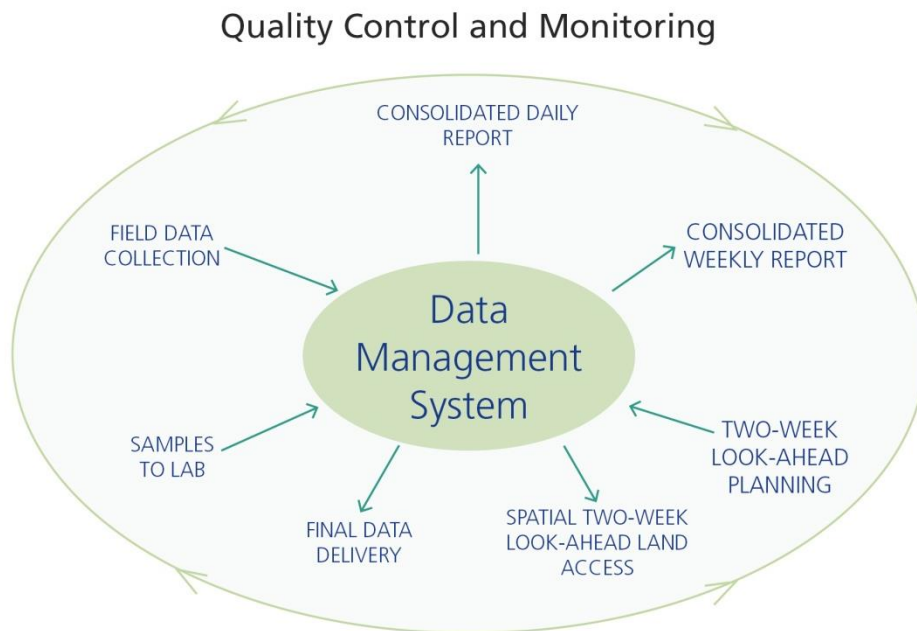 Quality Control and Monitoring
CONSOLIDATED DAILY
REPORT
FIELD DATA
COLLECTION
CONSOLIDATED
WEEKLY REPORT
Data
Management
System
SAMPLES
TO LAB
TWO-WEEK
LOOK-AHEAD
PLANNING
FINAL DATA
DELIVERY
SPATIAL TWO-WEEK
LOOK-AHEAD LAND
ACCESS